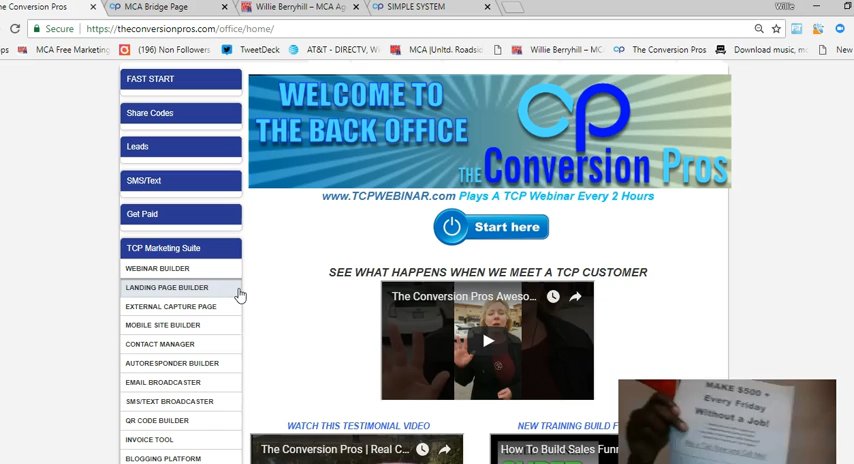 The Conversion Pros
MCA Bridge Page
Willie Berryhill – MCA Ag
SIMPLE SYSTEM
Willie
Secure
https://theconversionpros.com/office/home/
MCA Free Marketing
(196) Non Followers
TweetDeck
AT&T - DIRECTV, W
MCA |Unltd. Roadsi
Willie Berryhill – MC
The Conversion Pros
Download music, m
New
FAST START
Share Codes
Leads
SMS/Text
Get Paid
TCP Marketing Suite
WEBINAR BUILDER
LANDING PAGE BUILDER
EXTERNAL CAPTURE PAGE
MOBILE SITE BUILDER
CONTACT MANAGER
AUTORESPONDER BUILDER
EMAIL BROADCASTER
SMS/TEXT BROADCASTER
QR CODE BUILDER
INVOICE TOOL
BLOGGING PLATFORM
WELCOME TO
THE BACK OFFICE
cp
THE Conversion Pros
www.TCPWEBINAR.com Plays A TCP Webinar Every 2 Hours
Start here
SEE WHAT HAPPENS WHEN WE MEET A TCP CUSTOMER
The Conversion Pros Aweso...
WATCH THIS TESTIMONIAL VIDEO
The Conversion Pros | Real C...
NEW TRAINING BUILD F
How To Build Sales Funn
MAKE $500 +
Every Friday
Without a Job!